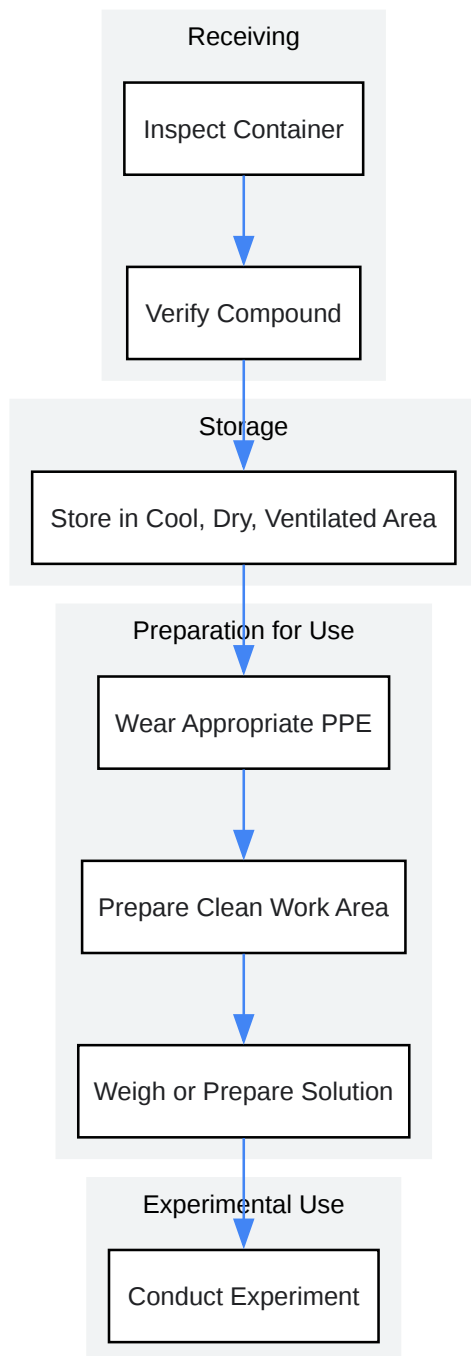 Receiving
Inspect Container
Verify Compound
Storage
Store in Cool, Dry, Ventilated Area
Preparation for Use
Wear Appropriate PPE
Prepare Clean Work Area
Weigh or Prepare Solution
Experimental Use
Conduct Experiment